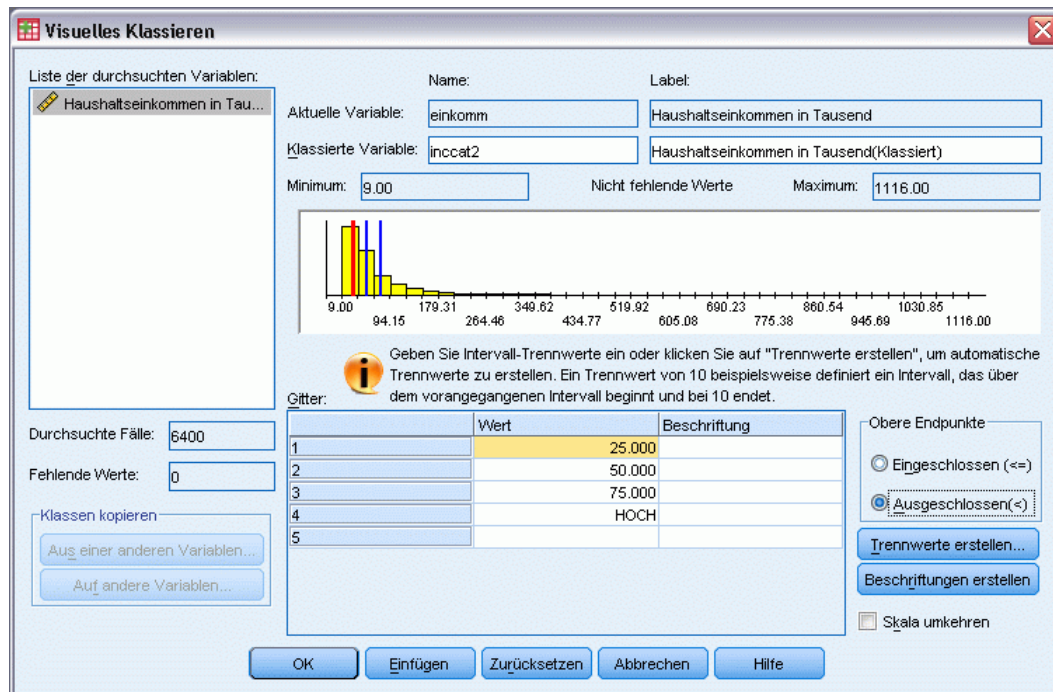 Visuelles Klassieren
Liste der durchsuchten Variablen:
Haushaltseinkommen in Tau...
Name:
Label:
Aktuelle Variable:
einkomm
Haushaltseinkommen in Tausend
Klassierte Variable:
inccat2
Haushaltseinkommen in Tausend(Klassiert)
Minimum:
9.00
Nicht fehlende Werte
Maximum:
1116.00
9.00 179.31 349.62 519.92 690.23 860.54 1030.85
94.15 264.46 434.77 605.08 775.38 945.69 1116.00
Geben Sie Intervall-Trennwerte ein oder klicken Sie auf "Trennwerte erstellen", um automatische
Trennwerte zu erstellen. Ein Trennwert von 10 beispielsweise definiert ein Intervall, das über
dem vorangegangenen Intervall beginnt und bei 10 endet.
Gitter:
Wert Beschriftung
1 25.000
2 50.000
3 75.000
4 HOCH
5
Durchsuchte Fälle:
6400
Fehlende Werte:
0
Klassen kopieren
Aus einer anderen Variablen...
Auf andere Variablen...
Obere Endpunkte
Eingeschlossen (<=)
Ausgeschlossen(<)
Trennwerte erstellen...
Beschriftungen erstellen
Skala umkehren
OK Einfügen Zurücksetzen Abbrechen Hilfe